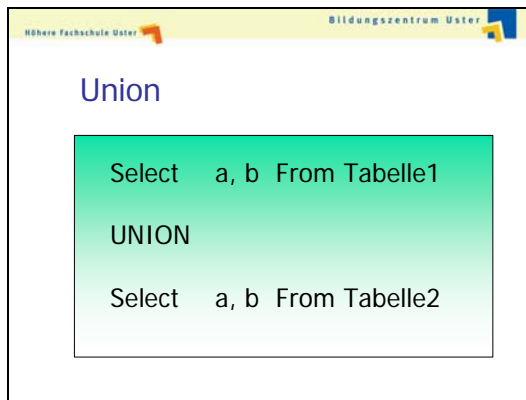 Höhere Fachschule Uster
Bildungszentrum Uster
Union
Select a, b From Tabelle1
UNION
Select a, b From Tabelle2